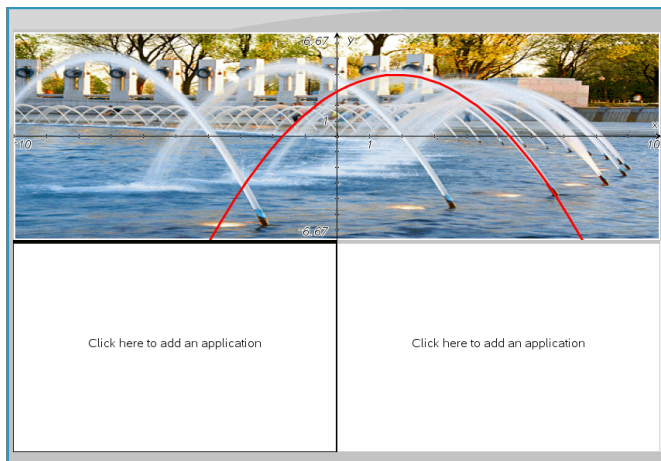 6.67 y
1
x
-10 1 10
-6.67
Click here to add an application
Click here to add an application